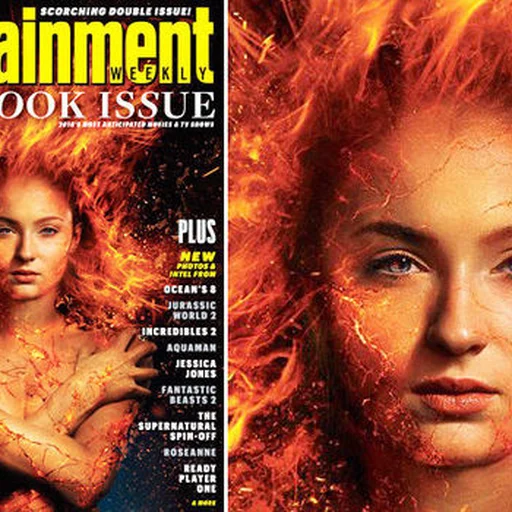 SCORCHING DOUBLE ISSUE!
ainment
WEEKLY
OOK ISSUE
2018'S MOST ANTICIPATED MOVIES & TV SHOWS
PLUS
NEW
PHOTOS &
INTEL FROM
OCEAN'S 8
JURASSIC
WORLD 2
INCREDIBLES 2
AQUAMAN
JESSICA
JONES
FANTASTIC
BEASTS 2
THE
SUPERNATURAL
SPIN-OFF
ROSEANNE
READY
PLAYER
ONE
& MORE